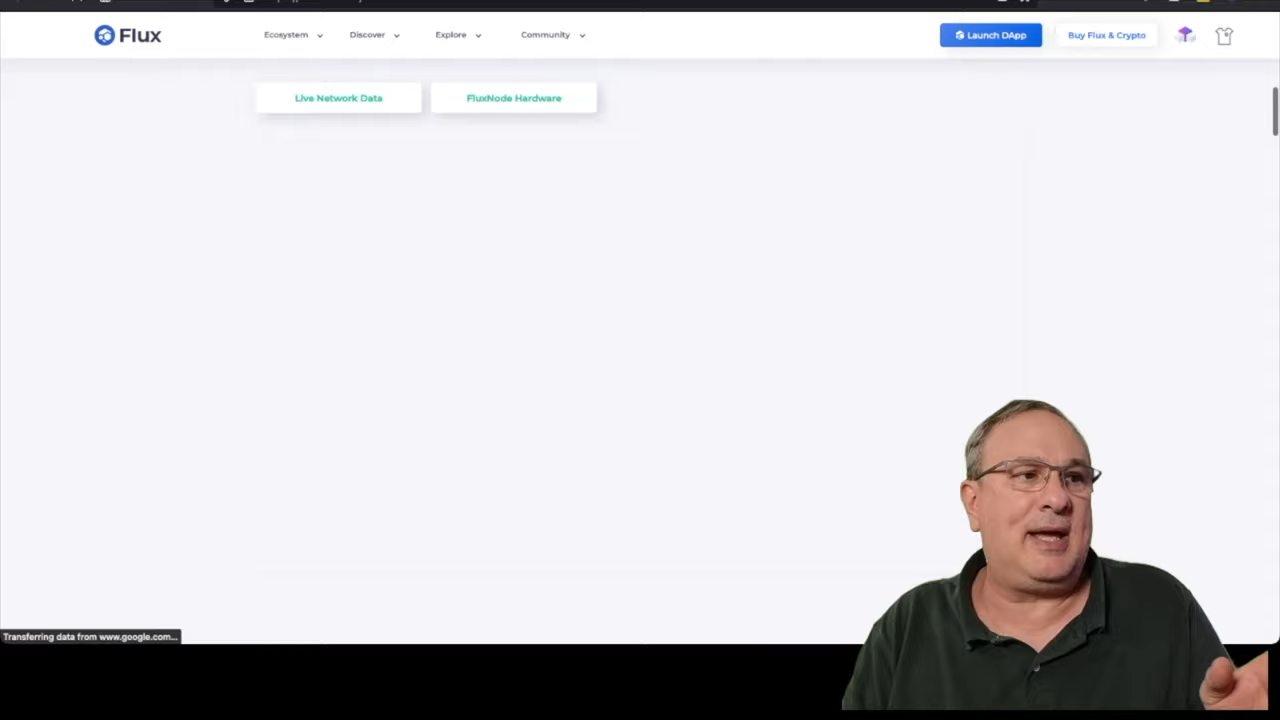 Flux
Ecosystem
Discover
Explore
Community
Launch DApp
Buy Flux & Crypto
Live Network Data
FluxNode Hardware
Transferring data from www.google.com...